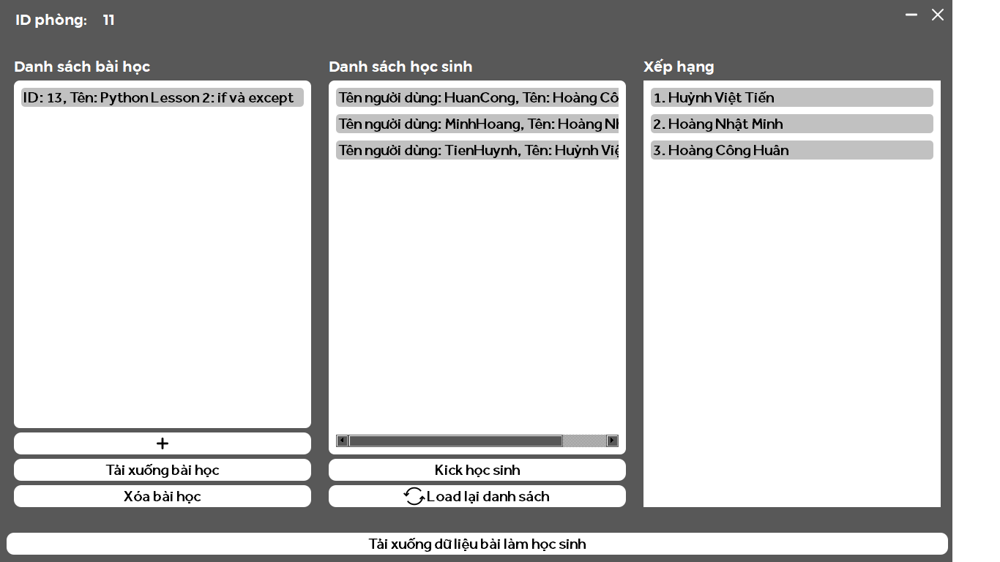 ID phòng: 11
Danh sách bài học
ID: 13, Tên: Python Lesson 2: if và except
+
Tải xuống bài học
Xóa bài học
Danh sách học sinh
Tên người dùng: HuanCong, Tên: Hoàng Cô
Tên người dùng: MinhHoang, Tên: Hoàng Nh
Tên người dùng: TienHuynh, Tên: Huỳnh Việ
Kick học sinh
Load lại danh sách
Xếp hạng
1. Huỳnh Việt Tiến
2. Hoàng Nhật Minh
3. Hoàng Công Huân
Tải xuống dữ liệu bài làm học sinh